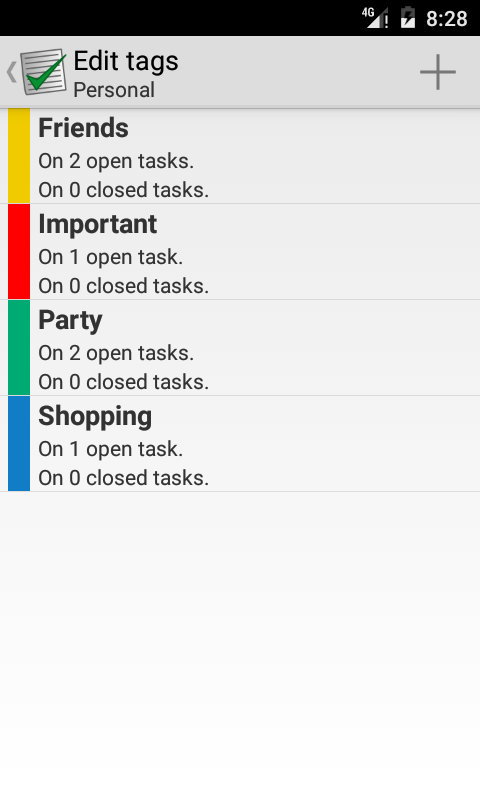 4G
8:28
Edit tags
Personal
Friends
On 2 open tasks.
On 0 closed tasks.
Important
On 1 open task.
On 0 closed tasks.
Party
On 2 open tasks.
On 0 closed tasks.
Shopping
On 1 open task.
On 0 closed tasks.